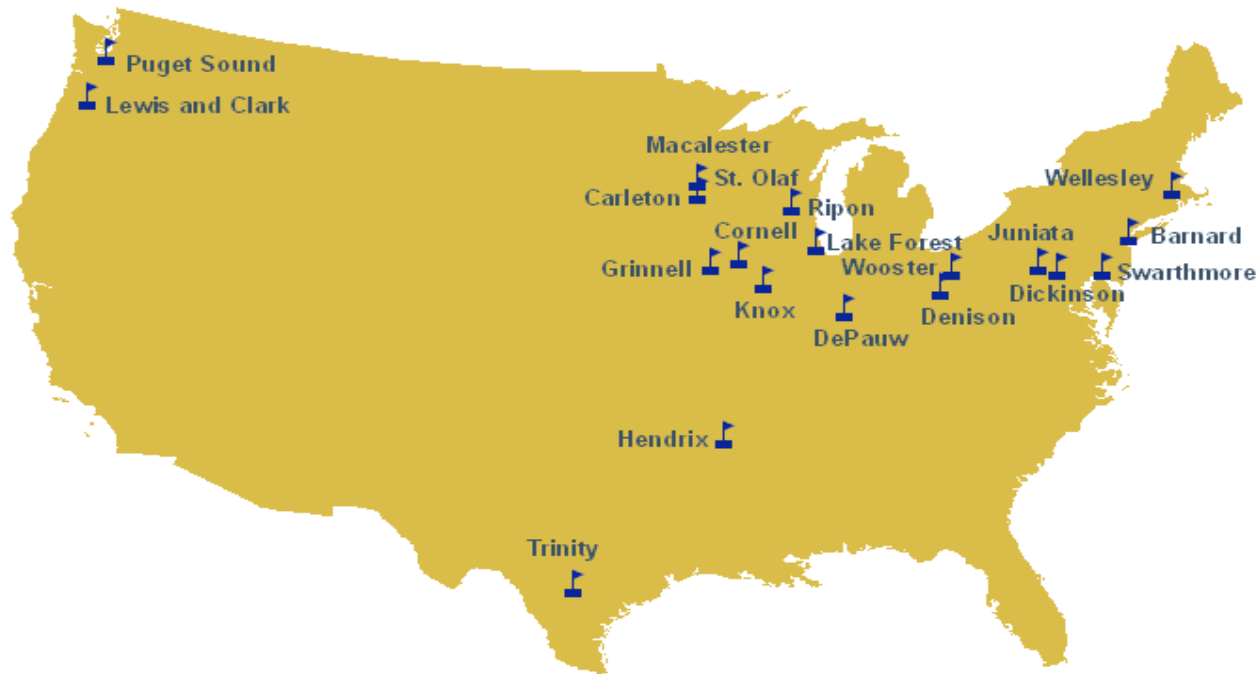 Puget Sound
Lewis and Clark
Macalester
St. Olaf
Carleton
Wellesley
Ripon
Cornell
Lake Forest
Juniata
Barnard
Grinnell
Wooster
Swarthmore
Knox
Dickinson
Denison
DePauw
Hendrix
Trinity